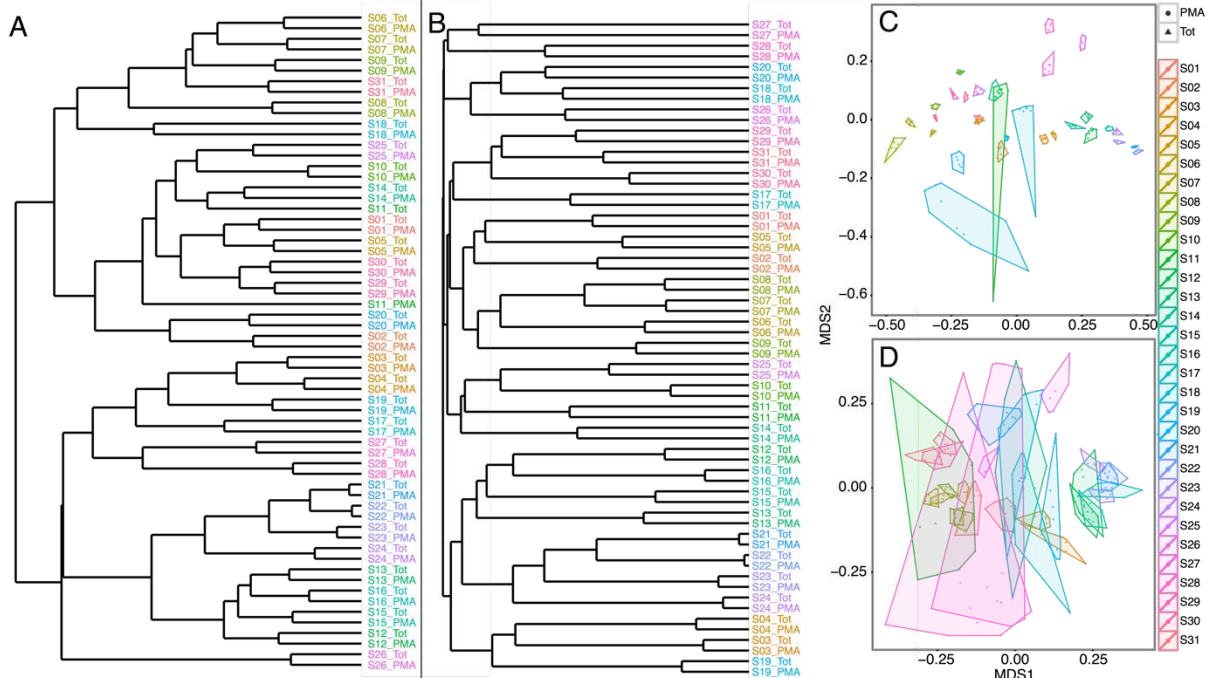 A
S06_Tot
S06_PMA
S07_Tot
S07_PMA
S09_Tot
S09_PMA
S31_Tot
S31_PMA
S08_Tot
S08_PMA
S18_Tot
S18_PMA
S25_Tot
S25_PMA
S10_Tot
S10_PMA
S14_Tot
S14_PMA
S11_Tot
S01_Tot
S01_PMA
S05_Tot
S05_PMA
S30_Tot
S30_PMA
S29_Tot
S29_PMA
S11_PMA
S20_Tot
S20_PMA
S02_Tot
S02_PMA
S03_Tot
S03_PMA
S04_Tot
S04_PMA
S19_Tot
S19_PMA
S17_Tot
S17_PMA
S27_Tot
S27_PMA
S28_Tot
S28_PMA
S21_Tot
S21_PMA
S22_Tot
S22_PMA
S23_Tot
S23_PMA
S24_Tot
S24_PMA
S13_Tot
S13_PMA
S16_Tot
S16_PMA
S15_Tot
S15_PMA
S12_Tot
S12_PMA
S26_Tot
S26_PMA
B
S27_Tot
S27_PMA
S28_Tot
S28_PMA
S20_Tot
S20_PMA
S18_Tot
S18_PMA
S26_Tot
S26_PMA
S29_Tot
S29_PMA
S31_Tot
S31_PMA
S30_Tot
S30_PMA
S17_Tot
S17_PMA
S01_Tot
S01_PMA
S05_Tot
S05_PMA
S02_Tot
S02_PMA
S08_Tot
S08_PMA
S07_Tot
S07_PMA
S06_Tot
S06_PMA
S09_Tot
S09_PMA
S25_Tot
S25_PMA
S10_Tot
S10_PMA
S11_Tot
S11_PMA
S14_Tot
S14_PMA
S12_Tot
S12_PMA
S16_Tot
S16_PMA
S15_Tot
S15_PMA
S13_Tot
S13_PMA
S21_Tot
S21_PMA
S22_Tot
S22_PMA
S23_Tot
S23_PMA
S24_Tot
S24_PMA
S04_Tot
S04_PMA
S03_Tot
S03_PMA
S19_Tot
S19_PMA
C
0.2
0.0
−0.2
−0.4
−0.6
−0.50 −0.25 0.00 0.25 0.50
MDS2
D
0.25
0.00
−0.25
−0.25 0.00 0.25
MDS1
PMA
Tot
S01
S02
S03
S04
S05
S06
S07
S08
S09
S10
S11
S12
S13
S14
S15
S16
S17
S18
S19
S20
S21
S22
S23
S24
S25
S26
S27
S28
S29
S30
S31